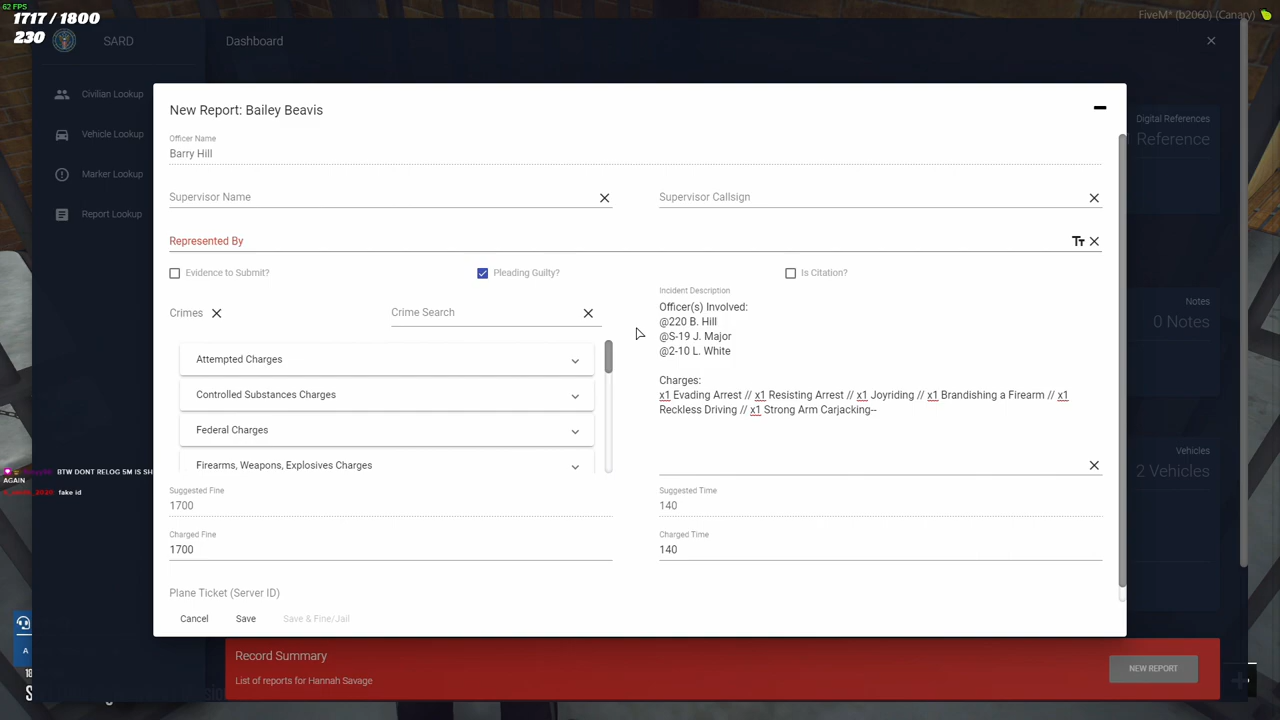 62 FPS
1717 / 1800
230
FiveM® (b2060) (Canary)
SARD
Dashboard
Civilian Lookup
Vehicle Lookup
Marker Lookup
Report Lookup
Digital References
1 Reference
Notes
0 Notes
Vehicles
2 Vehicles
New Report: Bailey Beavis
Officer Name
Barry Hill
Supervisor Name
Supervisor Callsign
Represented By
Evidence to Submit?
Pleading Guilty?
Is Citation?
Crimes
Crime Search
Attempted Charges
Controlled Substances Charges
Federal Charges
Firearms, Weapons, Explosives Charges
Incident Description
Officer(s) Involved:
@220 B. Hill
@S-19 J. Major
@2-10 L. White
Charges:
x1 Evading Arrest // x1 Resisting Arrest // x1 Joyriding // x1 Brandishing a Firearm // x1
Reckless Driving // x1 Strong Arm Carjacking--
BTW DONT RELOG 5M IS SH
AGAIN
fake id
Suggested Fine
1700
Suggested Time
140
Charged Fine
1700
Charged Time
140
Plane Ticket (Server ID)
Cancel
Save
Save & Fine/Jail
Record Summary
List of reports for Hannah Savage
NEW REPORT